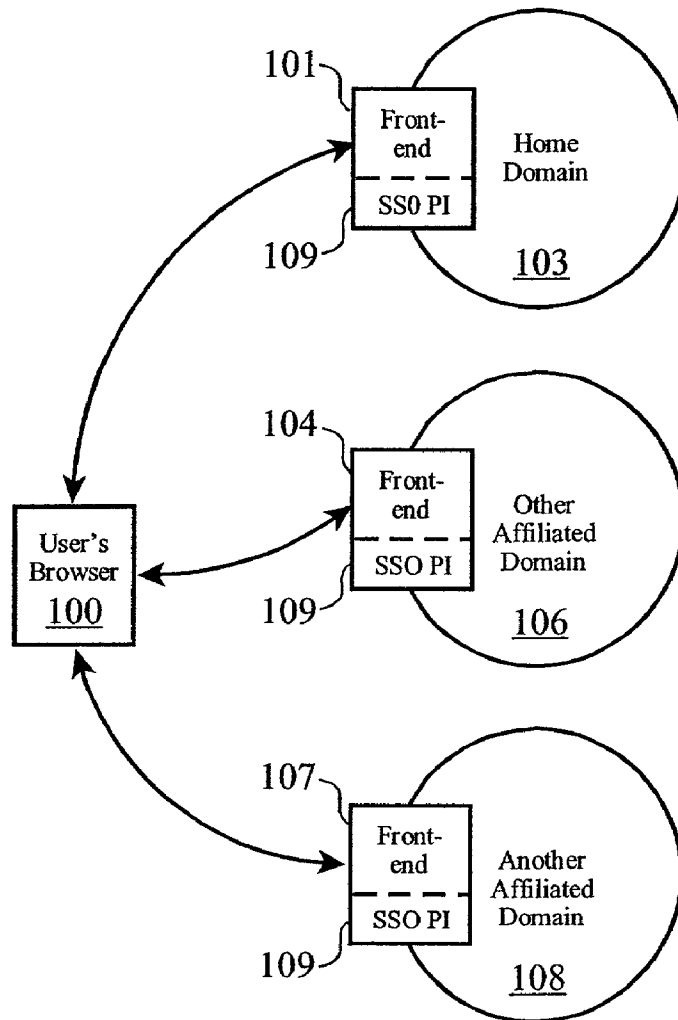 101
Front-
end
SS0 PI
109
Home
Domain
103
104
Front-
end
SSO PI
109
Other
Affiliated
Domain
106
User's
Browser
100
107
Front-
end
SSO PI
109
Another
Affiliated
Domain
108